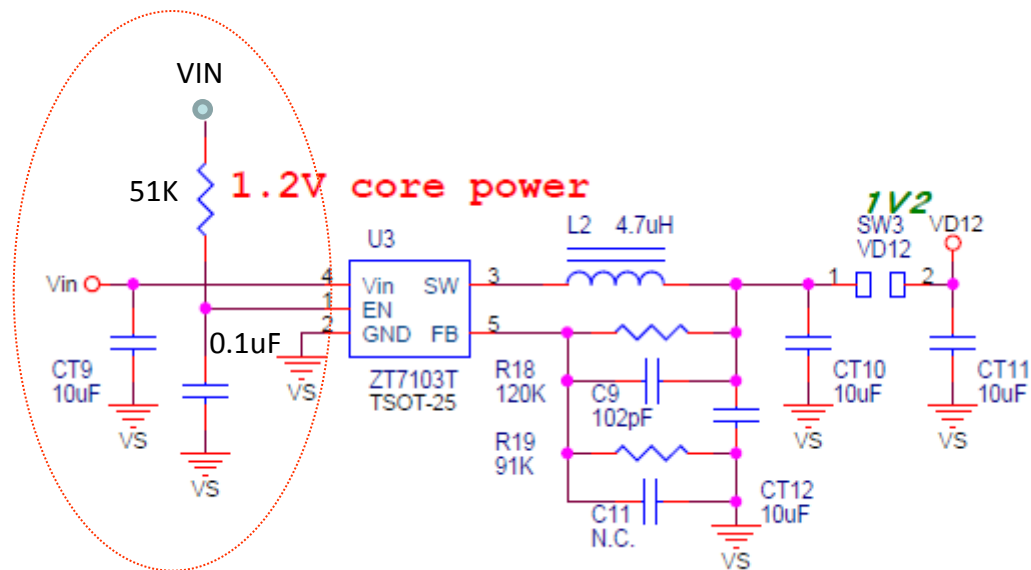 VIN
51K
1.2V core power
1V2
L2 4.7uH
SW3
VD12
VD12
U3
Vin
4
Vin SW
3
1
2
1
EN
2
GND FB
5
0.1uF
CT9
10uF
VS
VS
VS
ZT7103T
TSOT-25
R18
120K
C9
102pF
R19
91K
C11
N.C.
CT12
10uF
VS
CT10
10uF
VS
CT11
10uF
VS